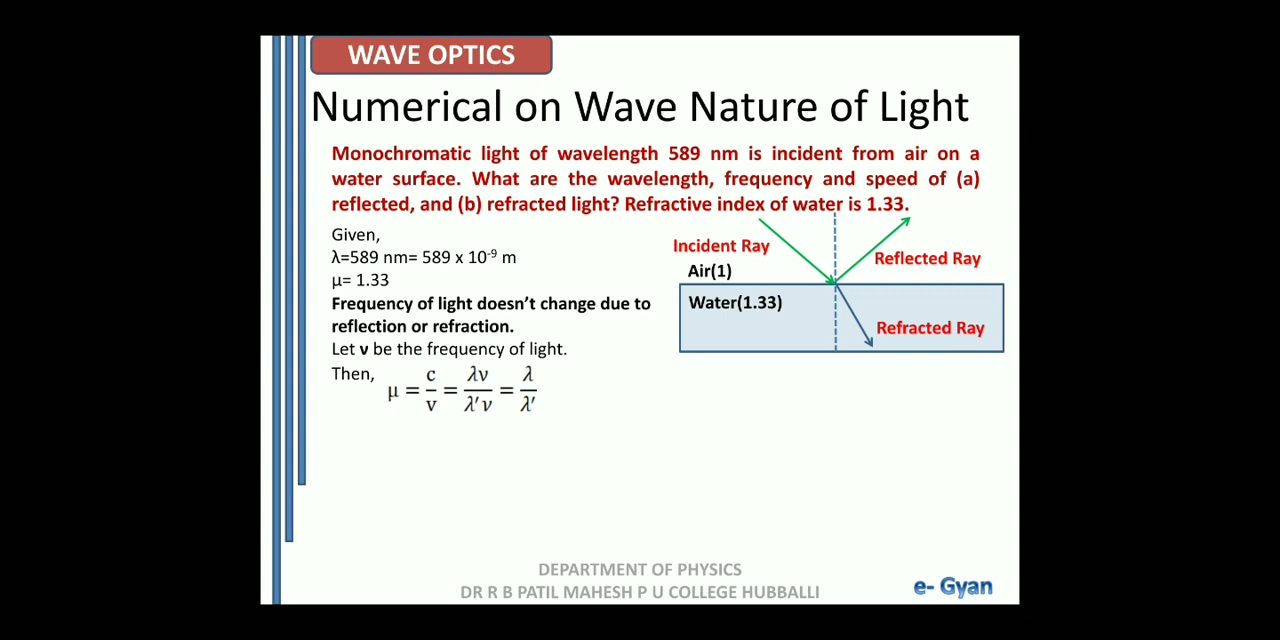 WAVE OPTICS
Numerical on Wave Nature of Light
Monochromatic light of wavelength 589 nm is incident from air on a
water surface. What are the wavelength, frequency and speed of (a)
reflected, and (b) refracted light? Refractive index of water is 1.33.
Given,
λ=589 nm= 589 x 10⁻⁹ m
μ= 1.33
Frequency of light doesn't change due to
reflection or refraction.
Let ν be the frequency of light.
Then, μ = c/v = λν/λ'ν = λ/λ'
Incident Ray
Reflected Ray
Air(1)
Water(1.33)
Refracted Ray
DEPARTMENT OF PHYSICS
DR R B PATIL MAHESH P U COLLEGE HUBBALLI
e- Gyan